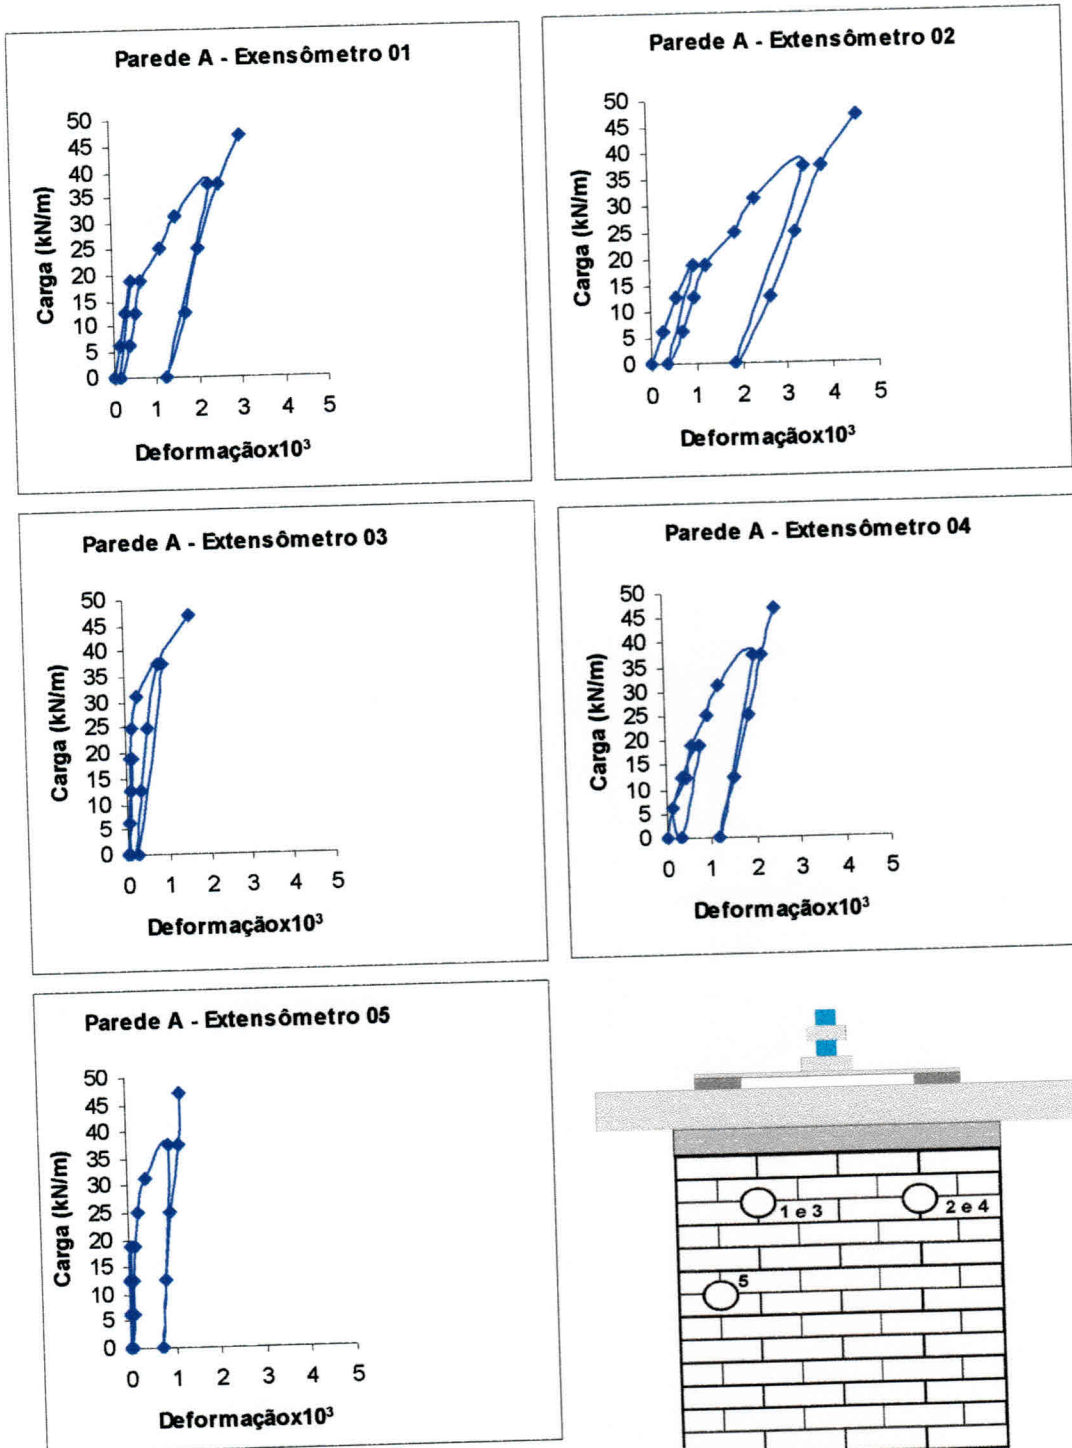 Parede A - Exensômetro 01
Carga (kN/m)
50
45
40
35
30
25
20
15
10
5
0
0 1 2 3 4 5
Deformaçãox10³
Parede A - Extensômetro 02
Carga (kN/m)
50
45
40
35
30
25
20
15
10
5
0
0 1 2 3 4 5
Deformaçãox10³
Parede A - Extensômetro 03
Carga (kN/m)
50
45
40
35
30
25
20
15
10
5
0
0 1 2 3 4 5
Deformaçãox10³
Parede A - Extensômetro 04
Carga (kN/m)
50
45
40
35
30
25
20
15
10
5
0
0 1 2 3 4 5
Deformaçãox10³
Parede A - Extensômetro 05
Carga (kN/m)
50
45
40
35
30
25
20
15
10
5
0
0 1 2 3 4 5
Deformaçãox10³
1 e 3
2 e 4
5